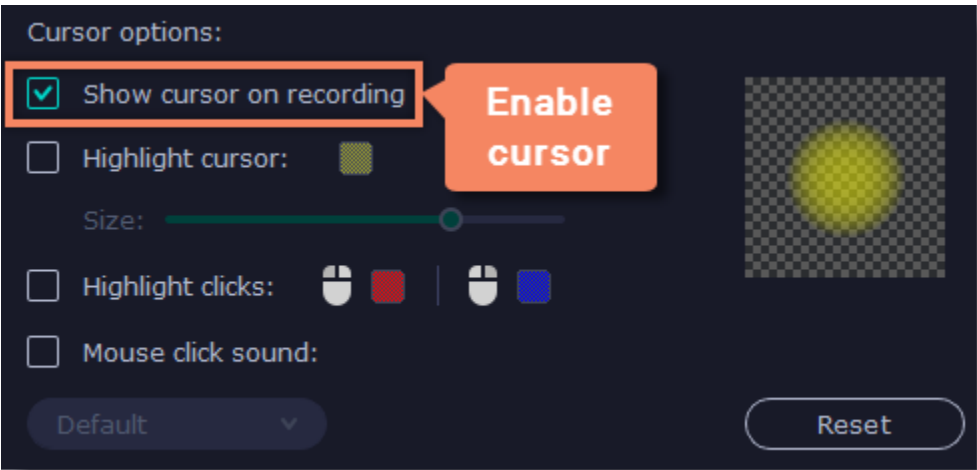 Cursor options:
Show cursor on recording
Enable
cursor
Highlight cursor:
Size:
Highlight clicks:
Mouse click sound:
Default
Reset